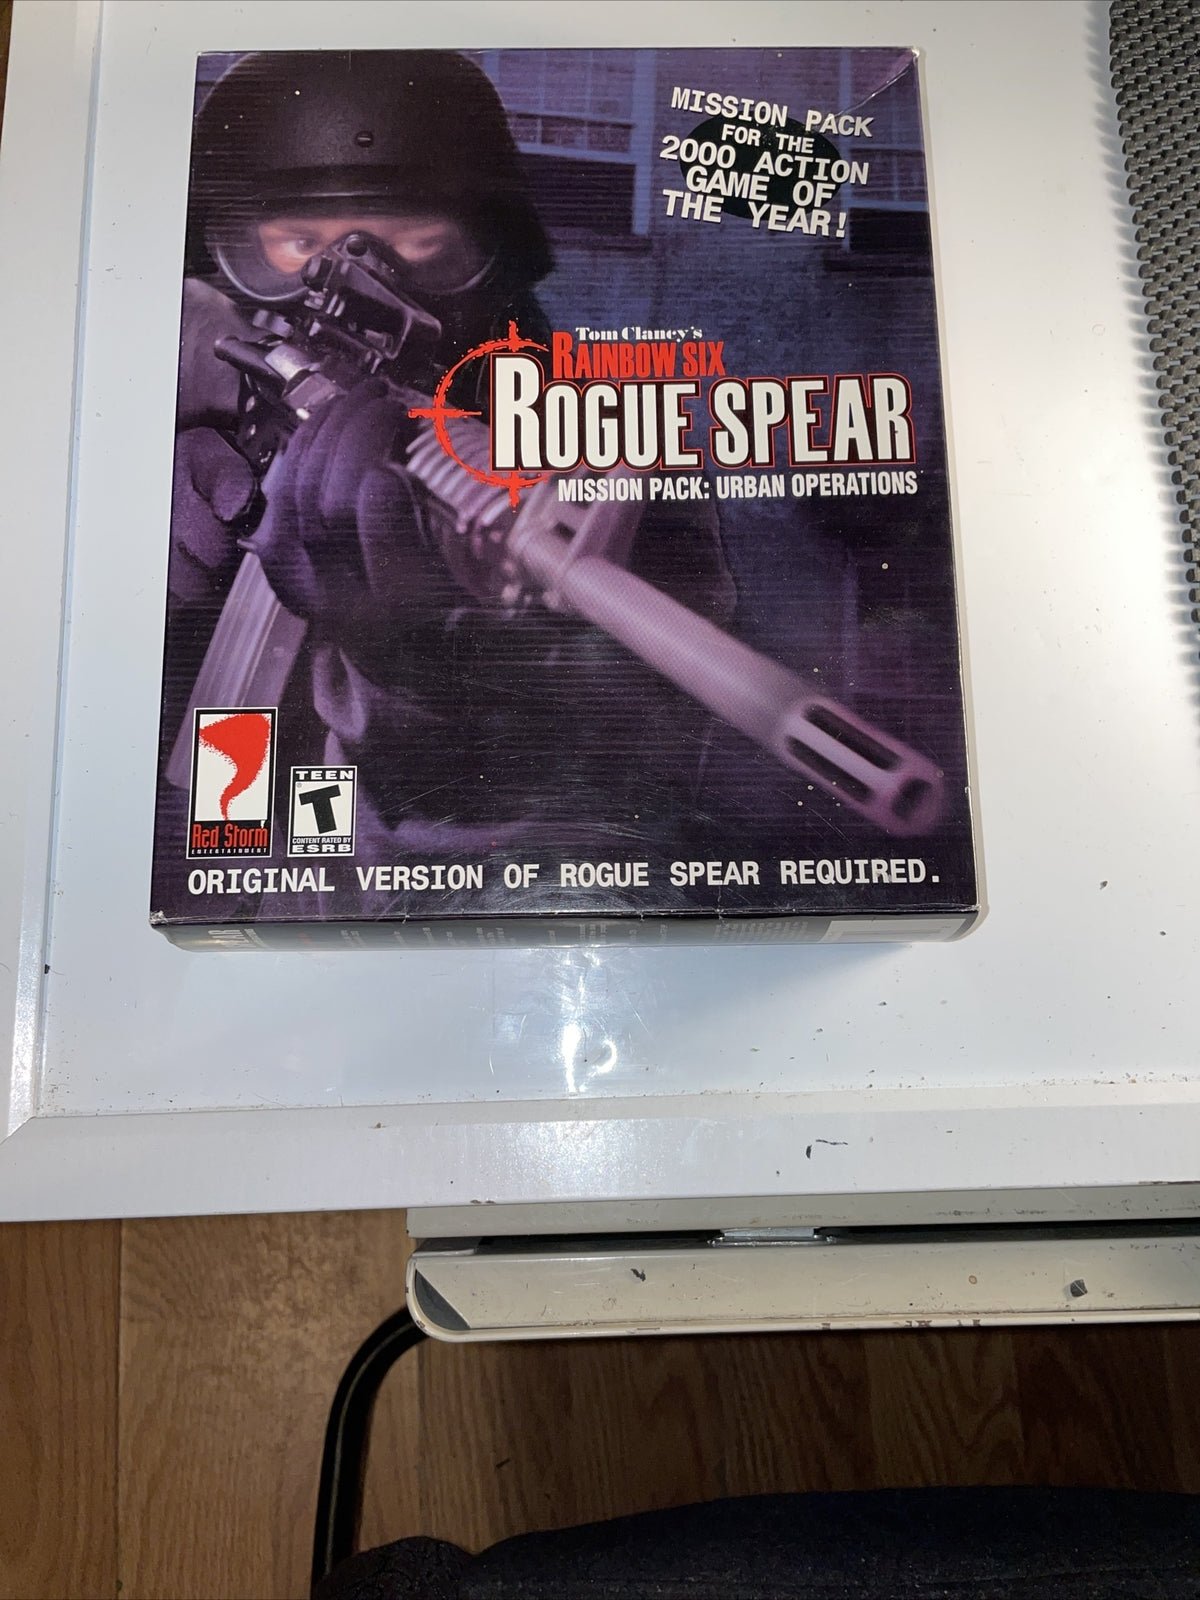 MISSION PACK
FOR THE
2000 ACTION
GAME OF
THE YEAR!
Tom Clancy's
RAINBOW SIX
ROGUE SPEAR
MISSION PACK: URBAN OPERATIONS
Red Storm
ENTERTAINMENT
TEEN
T
CONTENT RATED BY
ESRB
ORIGINAL VERSION OF ROGUE SPEAR REQUIRED.